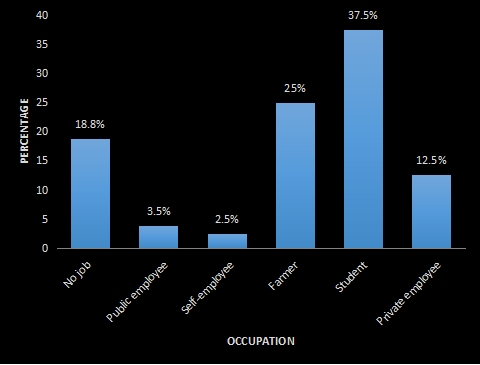 40
37.5%
35
30
25%
25
PERCENTAGE
18.8%
20
15
12.5%
10
3.5%
2.5%
5
0
No job
Public employee
Self-employee
Farmer
Student
Private employee
OCCUPATION